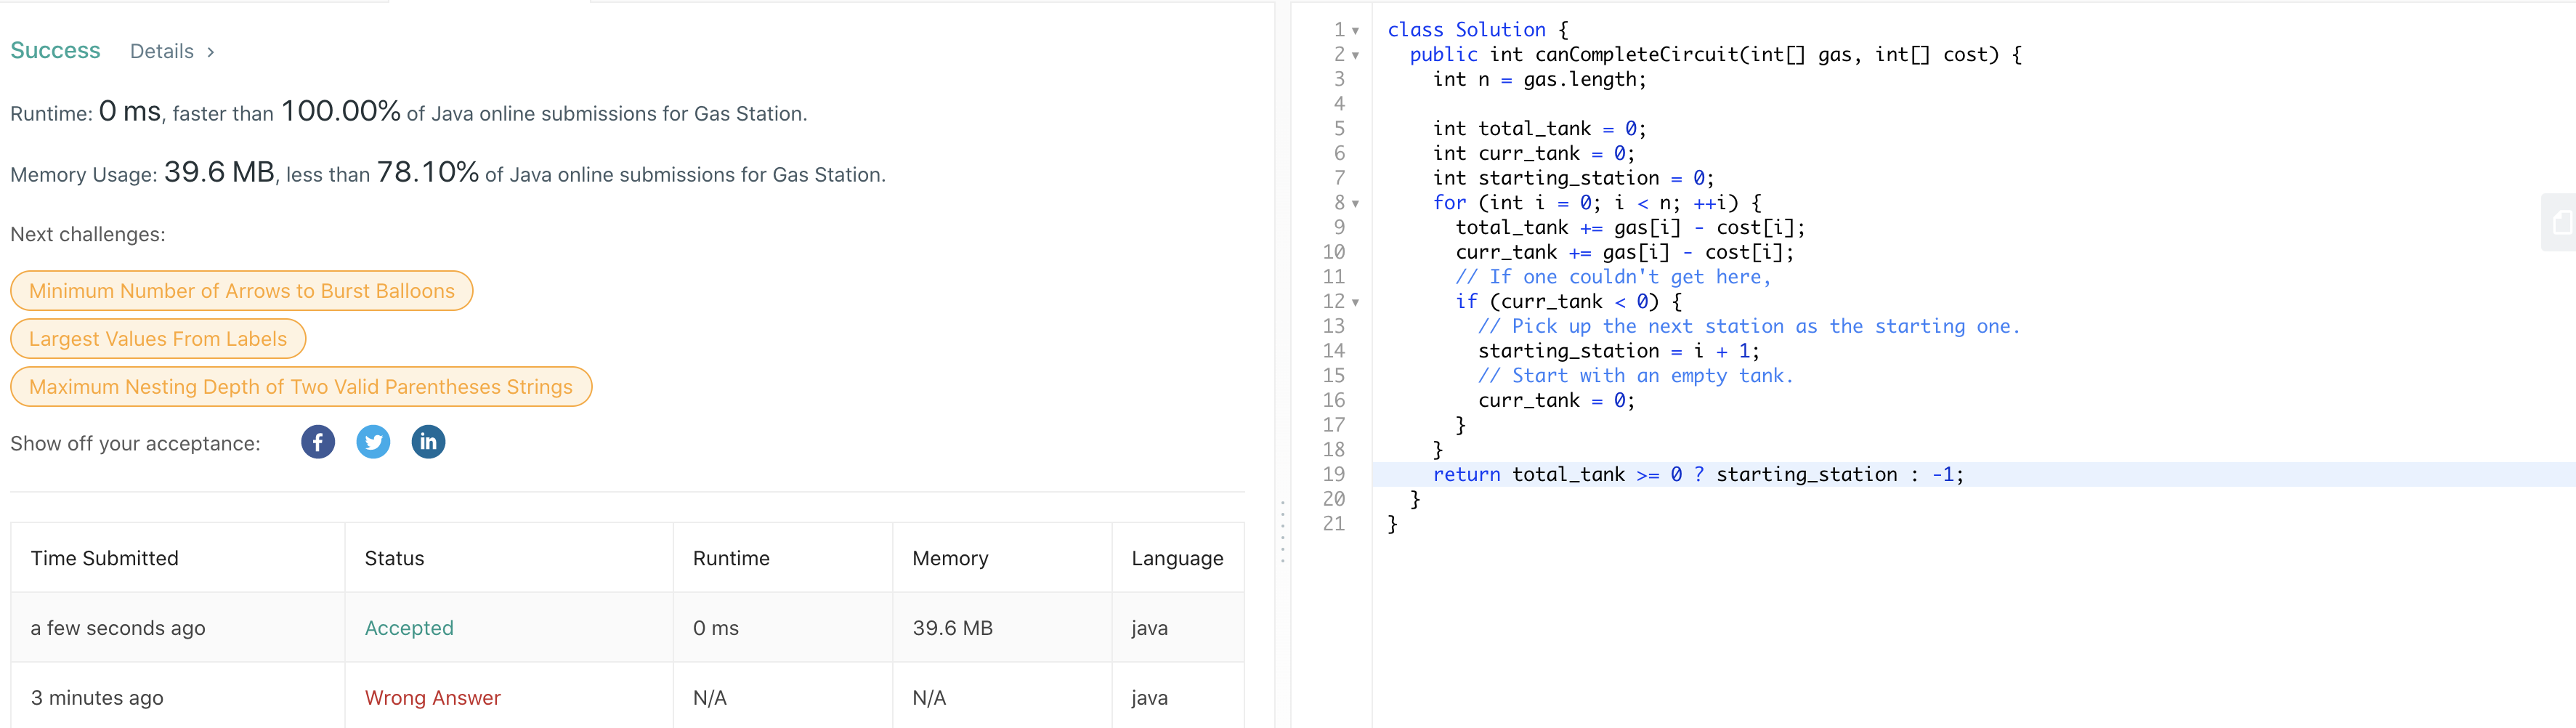 Success Details >
Runtime: 0 ms, faster than 100.00% of Java online submissions for Gas Station.
Memory Usage: 39.6 MB, less than 78.10% of Java online submissions for Gas Station.
Next challenges:
Minimum Number of Arrows to Burst Balloons
Largest Values From Labels
Maximum Nesting Depth of Two Valid Parentheses Strings
Show off your acceptance: f in
Time Submitted Status Runtime Memory Language
a few seconds ago Accepted 0 ms 39.6 MB java
3 minutes ago Wrong Answer N/A N/A java
1 class Solution {
2 public int canCompleteCircuit(int[] gas, int[] cost) {
3 int n = gas.length;
4
5 int total_tank = 0;
6 int curr_tank = 0;
7 int starting_station = 0;
8 for (int i = 0; i < n; ++i) {
9 total_tank += gas[i] - cost[i];
10 curr_tank += gas[i] - cost[i];
11 // If one couldn't get here,
12 if (curr_tank < 0) {
13 // Pick up the next station as the starting one.
14 starting_station = i + 1;
15 // Start with an empty tank.
16 curr_tank = 0;
17 }
18 }
19 return total_tank >= 0 ? starting_station : -1;
20 }
21 }